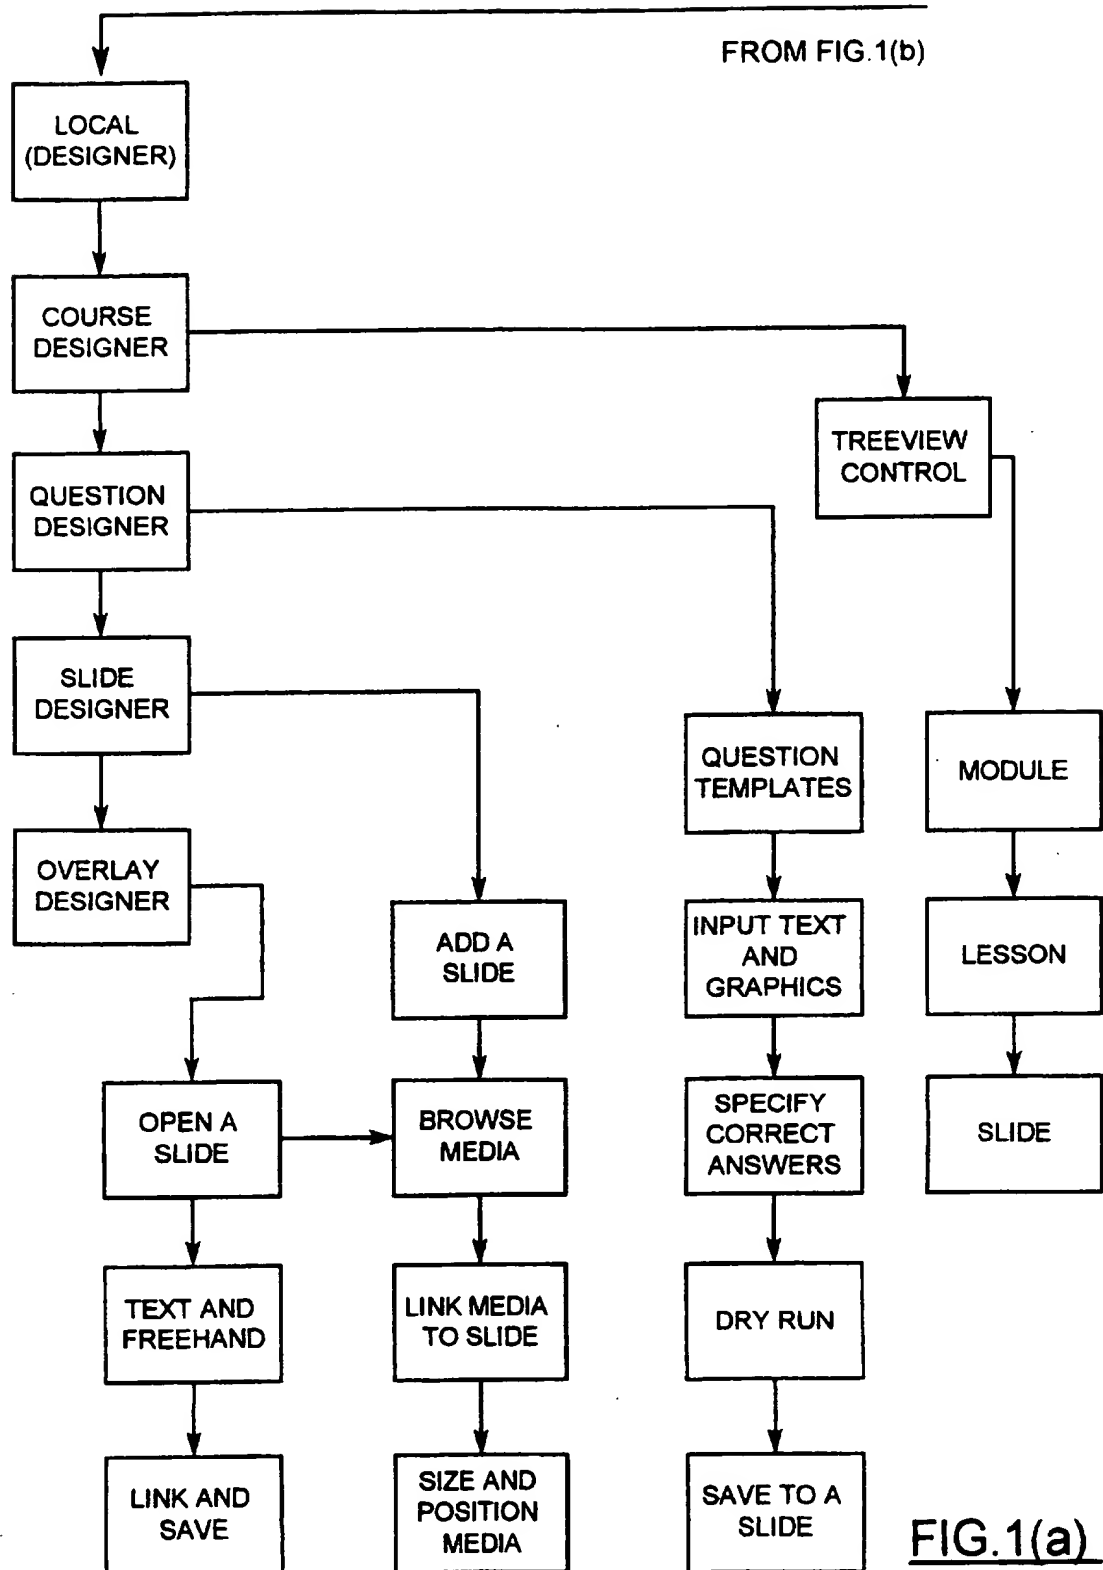 FROM FIG.1(b)
LOCAL
(DESIGNER)
COURSE
DESIGNER
TREEVIEW
CONTROL
QUESTION
DESIGNER
SLIDE
DESIGNER
QUESTION
TEMPLATES
MODULE
OVERLAY
DESIGNER
ADD A
SLIDE
INPUT TEXT
AND
GRAPHICS
LESSON
OPEN A
SLIDE
BROWSE
MEDIA
SPECIFY
CORRECT
ANSWERS
SLIDE
TEXT AND
FREEHAND
LINK MEDIA
TO SLIDE
DRY RUN
LINK AND
SAVE
SIZE AND
POSITION
MEDIA
SAVE TO A
SLIDE
FIG.1(a)